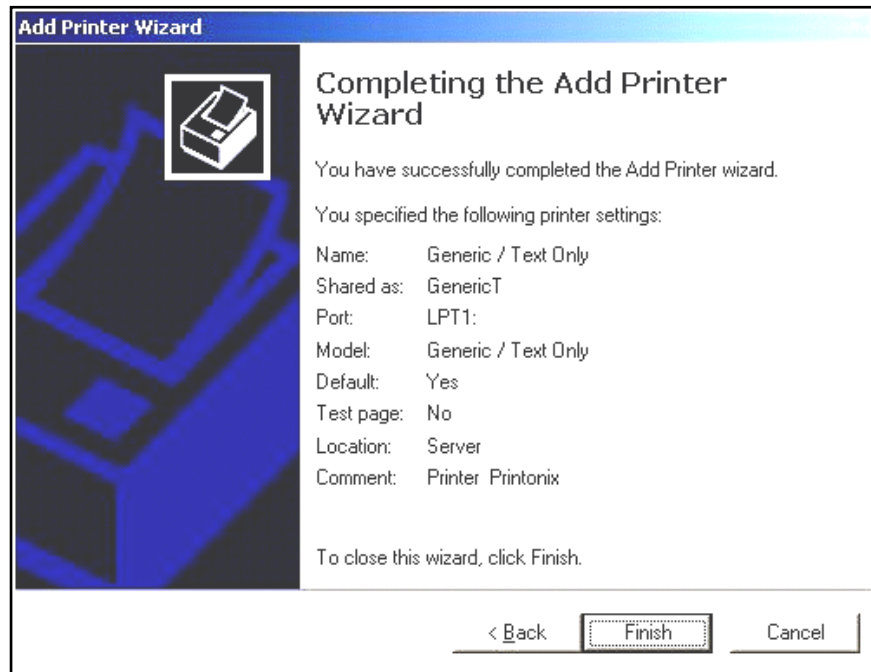 Add Printer Wizard
Completing the Add Printer
Wizard
You have successfully completed the Add Printer wizard.
You specified the following printer settings:
Name: Generic / Text Only
Shared as: GenericT
Port: LPT1:
Model: Generic / Text Only
Default: Yes
Test page: No
Location: Server
Comment: Printer Printonix
To close this wizard, click Finish.
< Back Finish Cancel